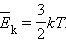 E̅ₖ = 3/2 kT.